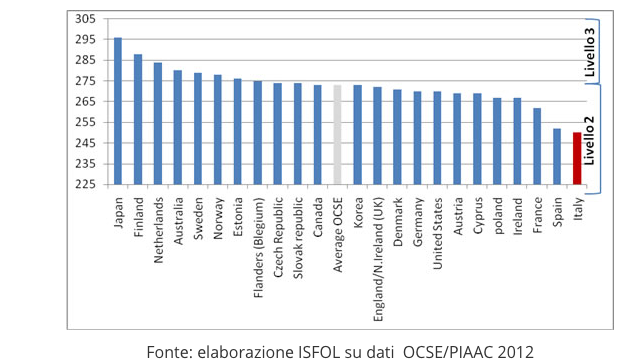 305
295
285
275
265
255
245
235
225
Livello 3
Livello 2
Japan
Finland
Netherlands
Australia
Sweden
Norway
Estonia
Flanders (Blegium)
Czech Republic
Slovak republic
Canada
Average OCSE
Korea
England/N.Ireland (UK)
Denmark
Germany
United States
Austria
Cyprus
poland
Ireland
France
Spain
Italy
Fonte: elaborazione ISFOL su dati  OCSE/PIAAC 2012